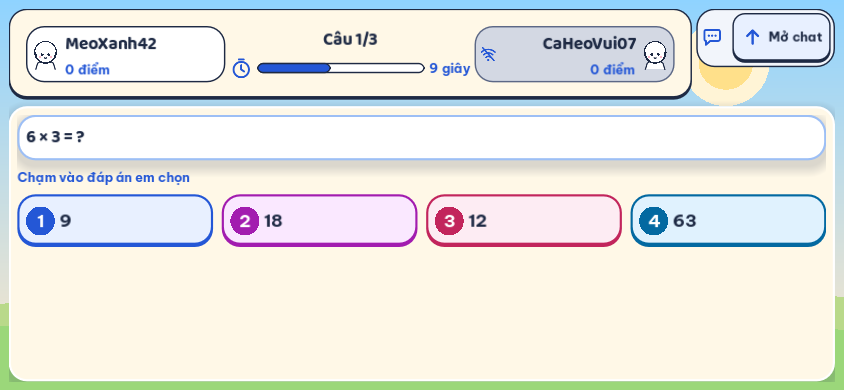 MeoXanh42
0 điểm
Câu 1/3
9 giây
CaHeoVui07
0 điểm
Mở chat
6 × 3 = ?
Chạm vào đáp án em chọn
1 9
2 18
3 12
4 63